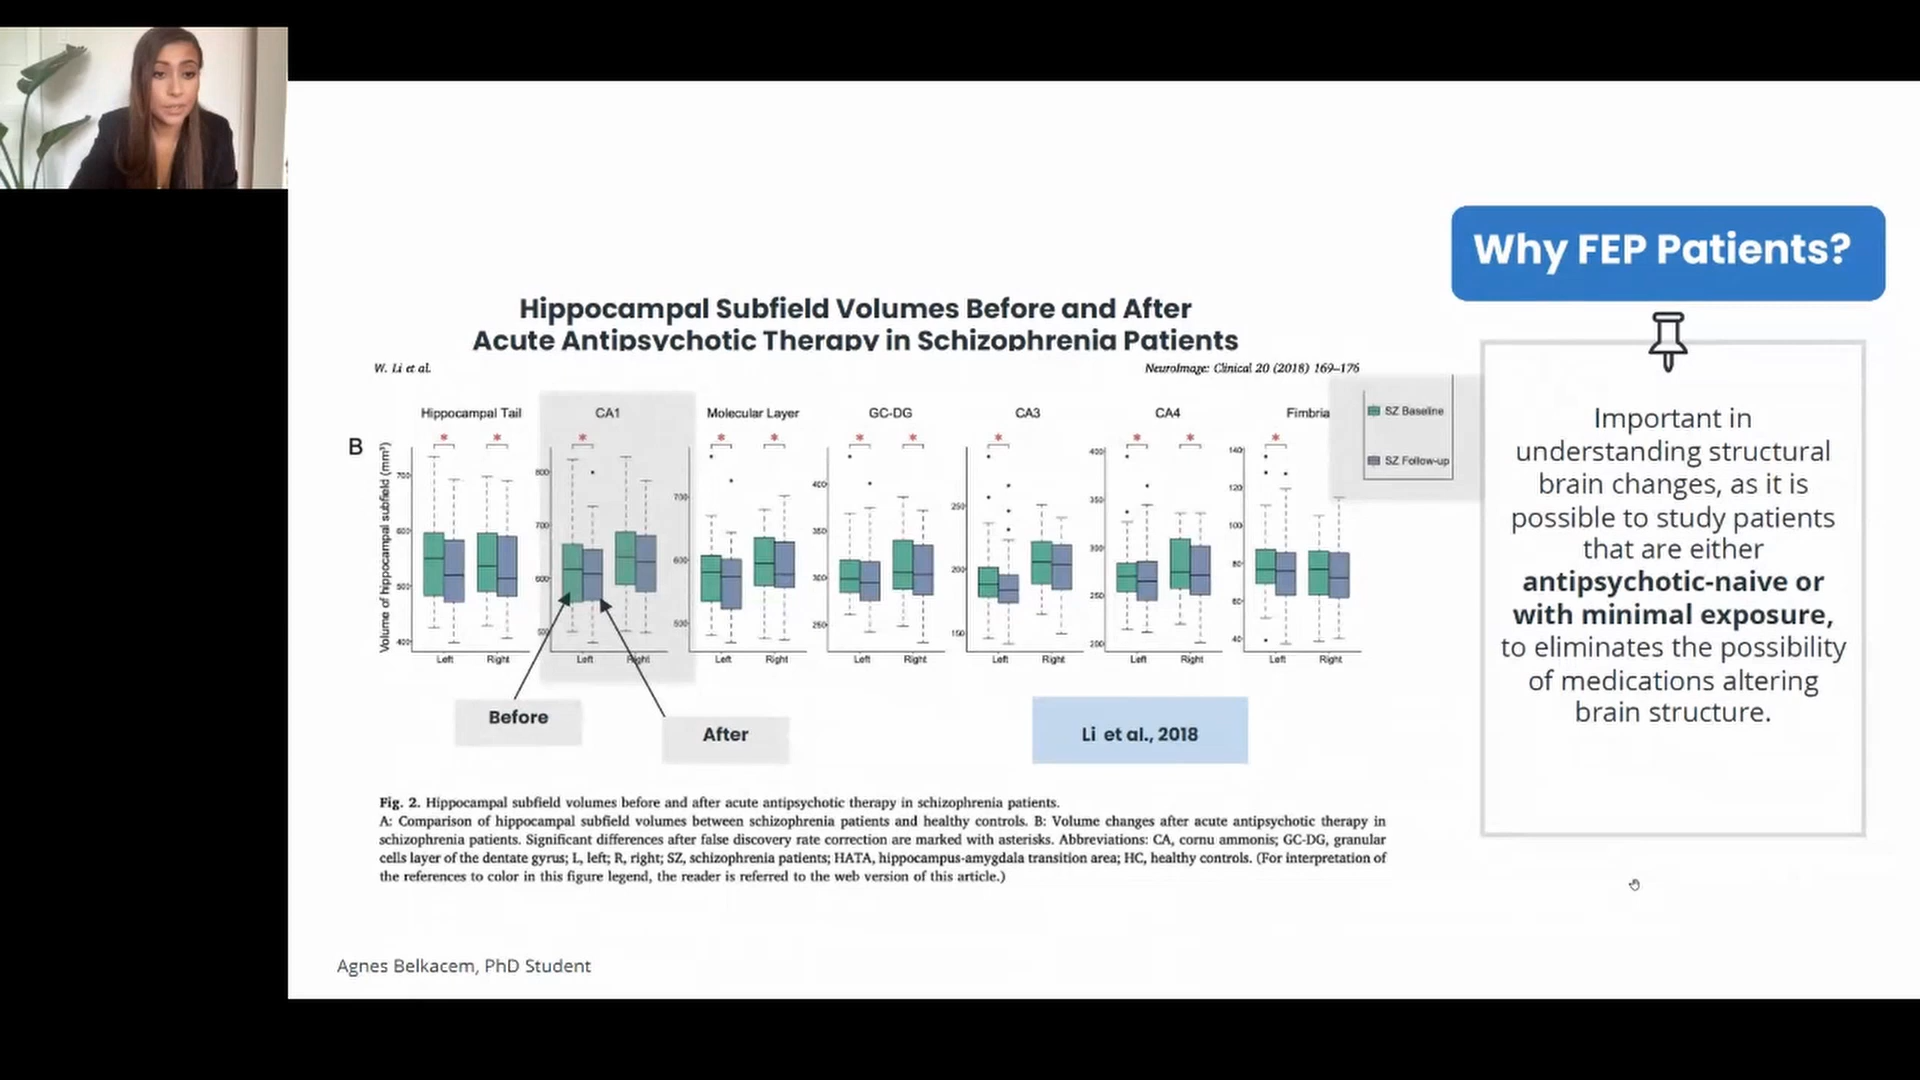 Why FEP Patients?
Hippocampal Subfield Volumes Before and After
Acute Antipsychotic Therapy in Schizophrenia Patients
W. Li et al.
NeuroImage: Clinical 20 (2018) 169–176
B
Volume of hippocampal subfield (mm³)
Hippocampal Tail
700
600
500
400
Left Right
CA1
800
700
600
500
Left Right
Molecular Layer
700
600
500
Left Right
GC-DG
400
350
300
250
Left Right
CA3
250
200
150
Left Right
CA4
400
350
300
250
200
Left Right
Fimbria
140
120
100
80
60
40
Left Right
SZ Baseline
SZ Follow-up
Before
After
Li et al., 2018
Fig. 2. Hippocampal subfield volumes before and after acute antipsychotic therapy in schizophrenia patients.
A: Comparison of hippocampal subfield volumes between schizophrenia patients and healthy controls. B: Volume changes after acute antipsychotic therapy in
schizophrenia patients. Significant differences after false discovery rate correction are marked with asterisks. Abbreviations: CA, cornu ammonis; GC-DG, granular
cells layer of the dentate gyrus; L, left; R, right; SZ, schizophrenia patients; HATA, hippocampus-amygdala transition area; HC, healthy controls. (For interpretation of
the references to color in this figure legend, the reader is referred to the web version of this article.)
Important in
understanding structural
brain changes, as it is
possible to study patients
that are either
antipsychotic-naive or
with minimal exposure,
to eliminates the possibility
of medications altering
brain structure.
Agnes Belkacem, PhD Student